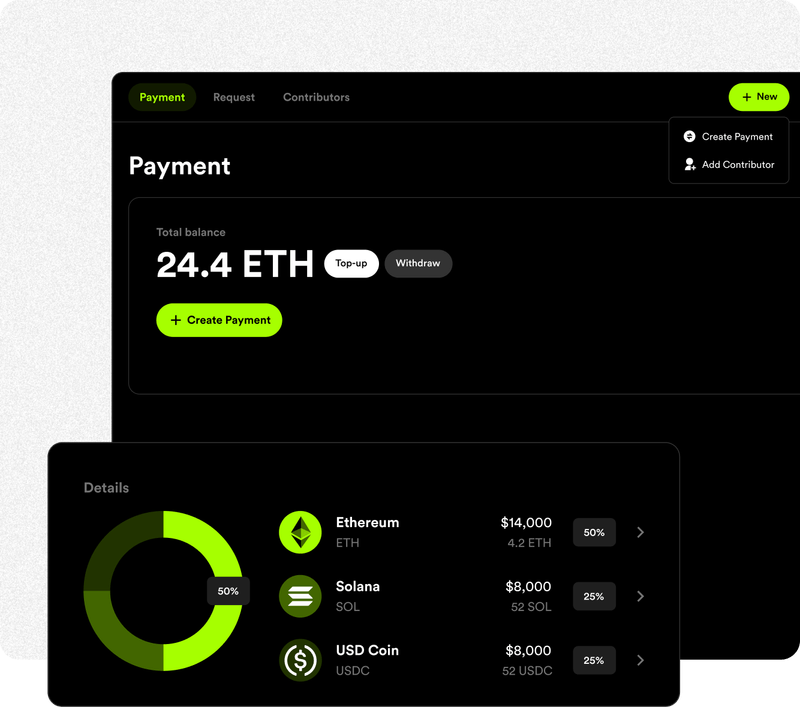 Payment Request Contributors + New
Create Payment
Add Contributor
Payment
Total balance
24.4 ETH Top-up Withdraw
+ Create Payment
Details
Ethereum $14,000 50%
ETH 4.2 ETH
Solana $8,000 25%
SOL 52 SOL
50%
USD Coin $8,000 25%
USDC 52 USDC